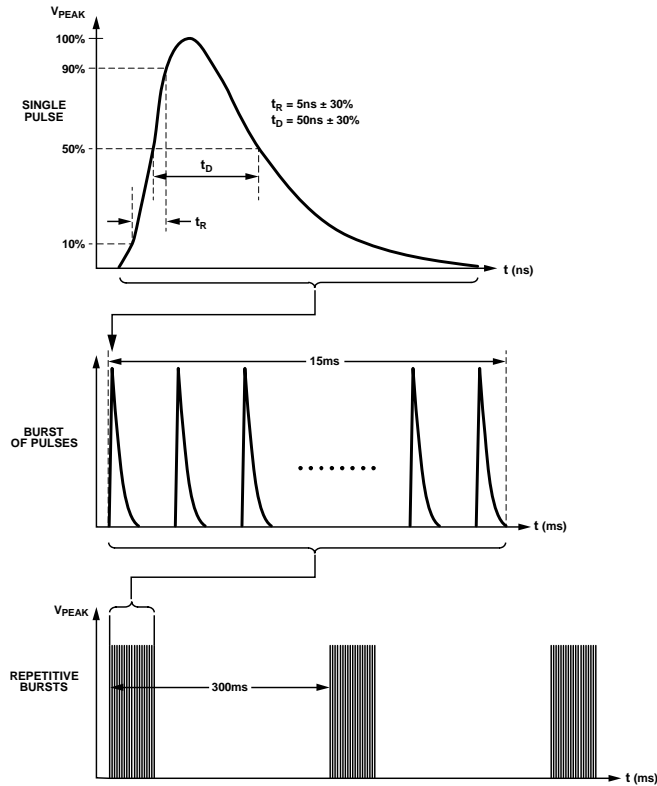 VPEAK
100%
90%
SINGLE
PULSE
tR = 5ns ± 30%
tD = 50ns ± 30%
50%
tD
tR
10%
t (ns)
15ms
BURST
OF PULSES
t (ms)
VPEAK
REPETITIVE
BURSTS
300ms
t (ms)